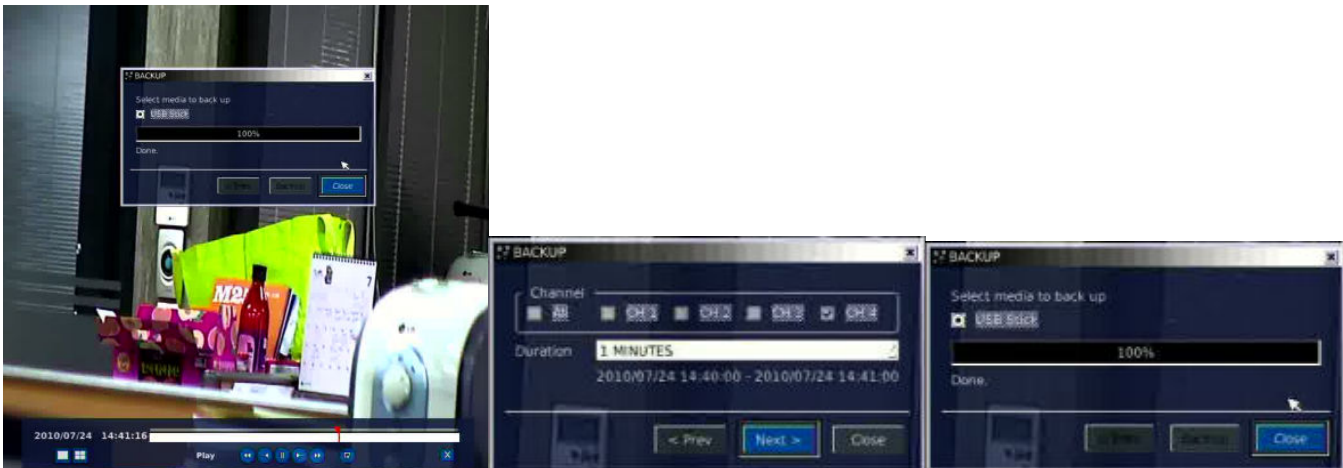 BACKUP
Select media to back up
USB Stick
100%
Done.
< Prev Backup Close
7
2010/07/24 14:41:16
Play
BACKUP
Channel
All CH 1 CH 2 CH 3 CH 4
Duration 1 MINUTES
2010/07/24 14:40:00 - 2010/07/24 14:41:00
< Prev Next > Close
BACKUP
Select media to back up
USB Stick
100%
Done.
< Prev Backup Close